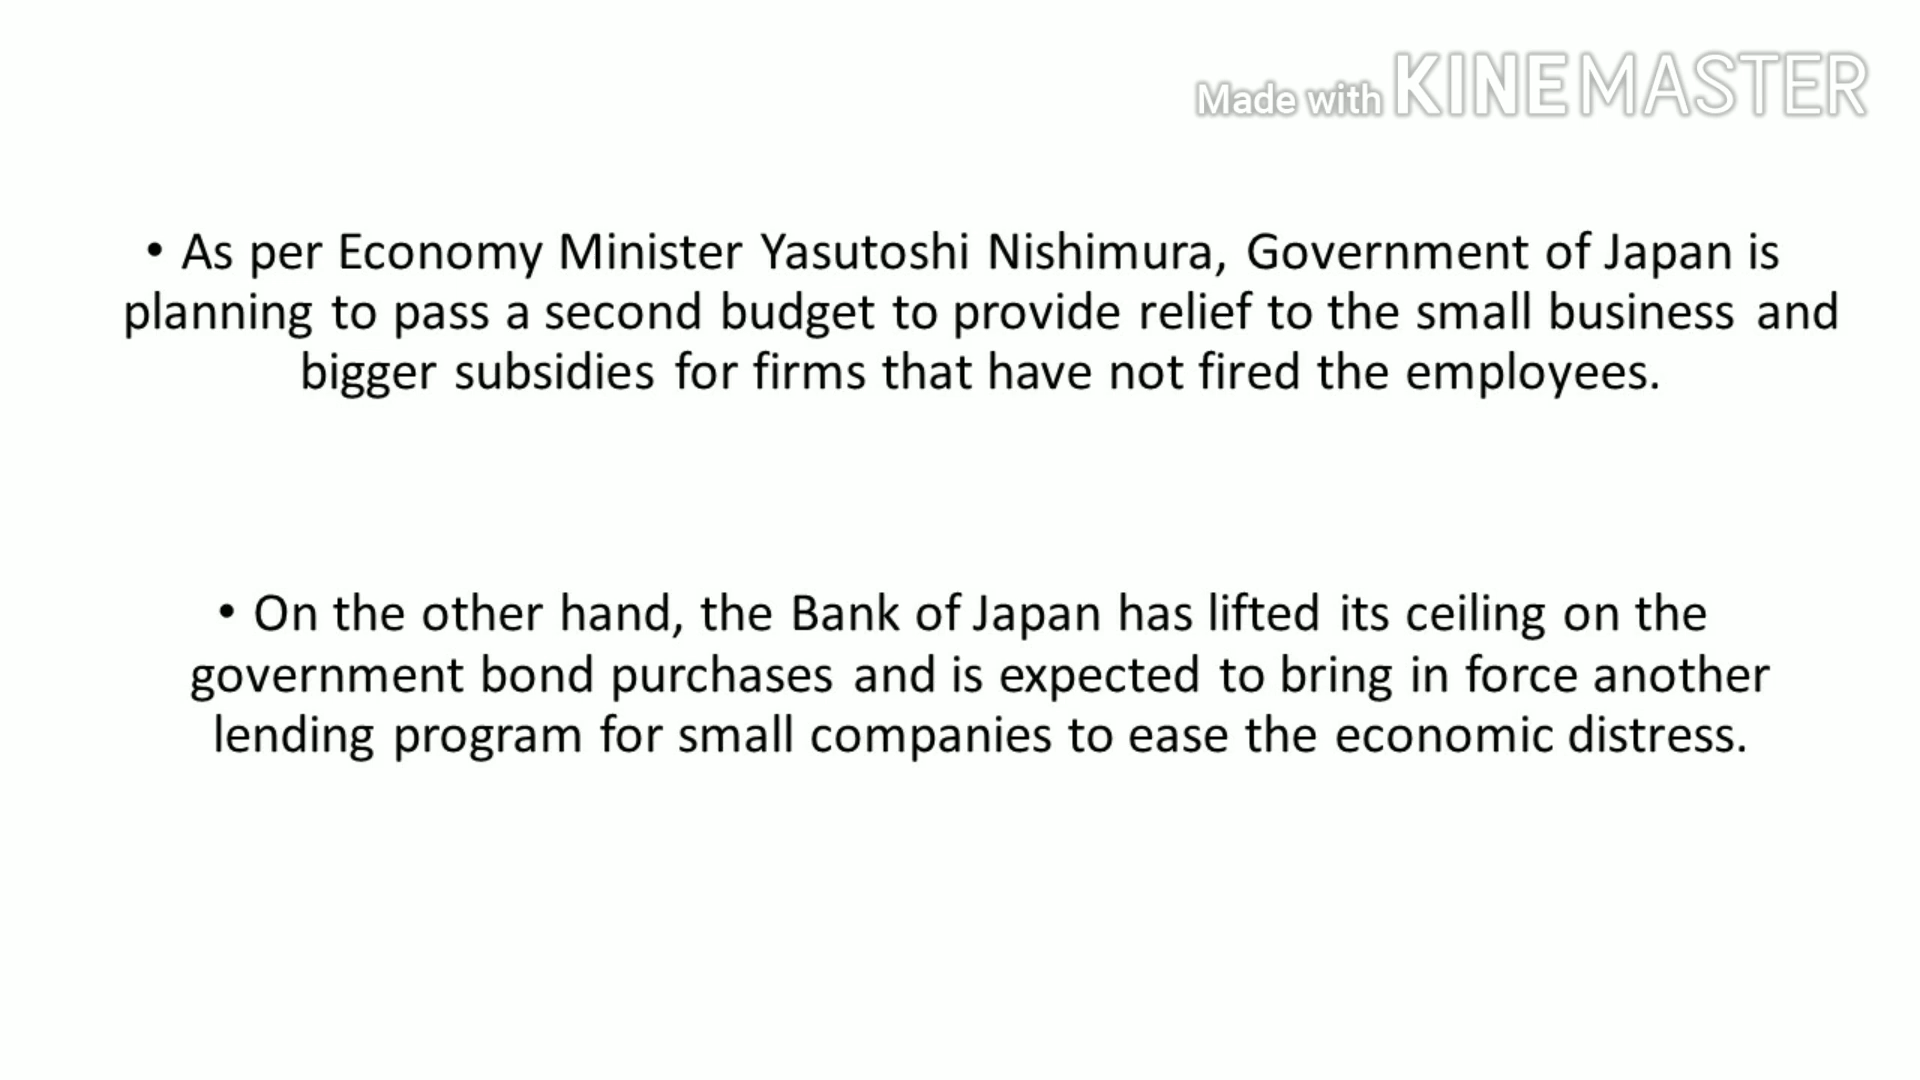 Made with KINEMASTER
• As per Economy Minister Yasutoshi Nishimura, Government of Japan is
planning to pass a second budget to provide relief to the small business and
bigger subsidies for firms that have not fired the employees.
• On the other hand, the Bank of Japan has lifted its ceiling on the
government bond purchases and is expected to bring in force another
lending program for small companies to ease the economic distress.